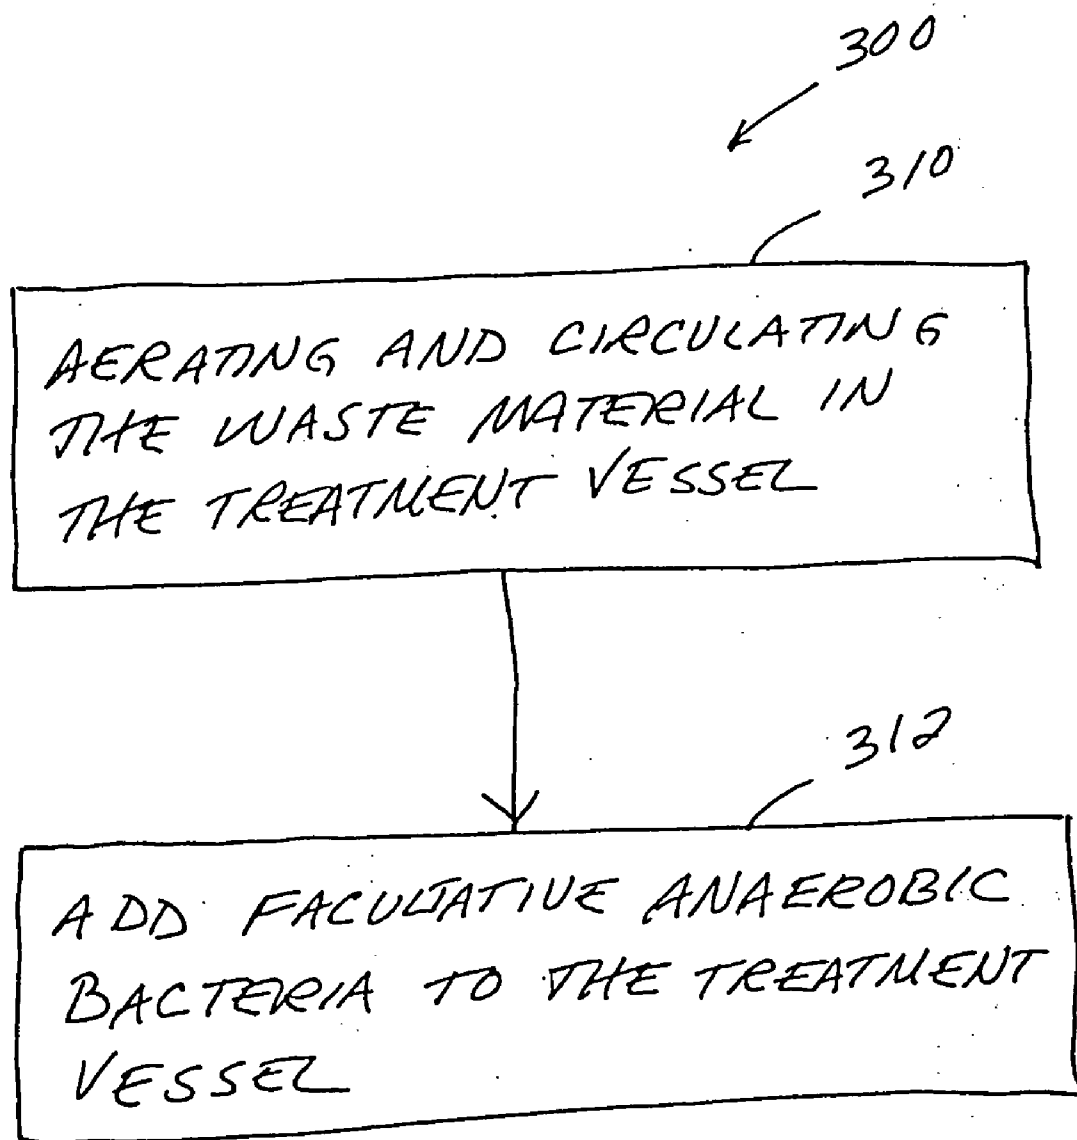 300
310
AERATING AND CIRCULATING
THE WASTE MATERIAL IN
THE TREATMENT VESSEL
312
ADD FACULTATIVE ANAEROBIC
BACTERIA TO THE TREATMENT
VESSEL